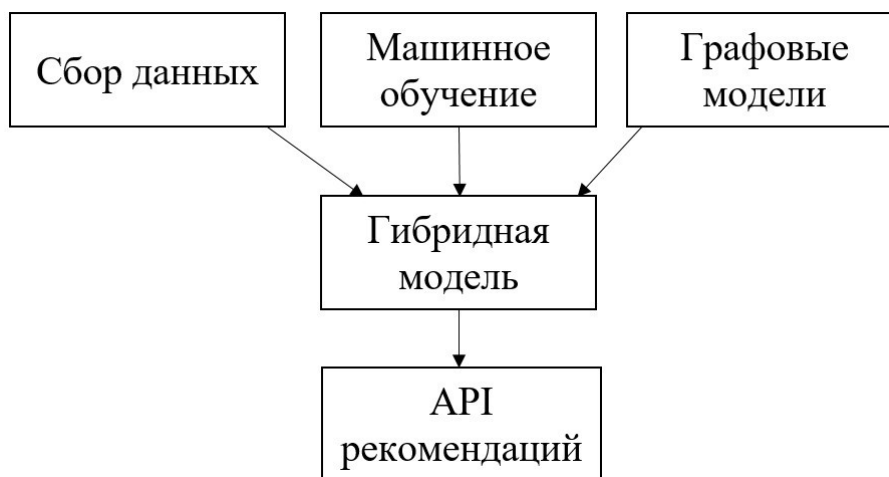 Сбор данных
Машинное
обучение
Графовые
модели
Гибридная
модель
API
рекомендаций